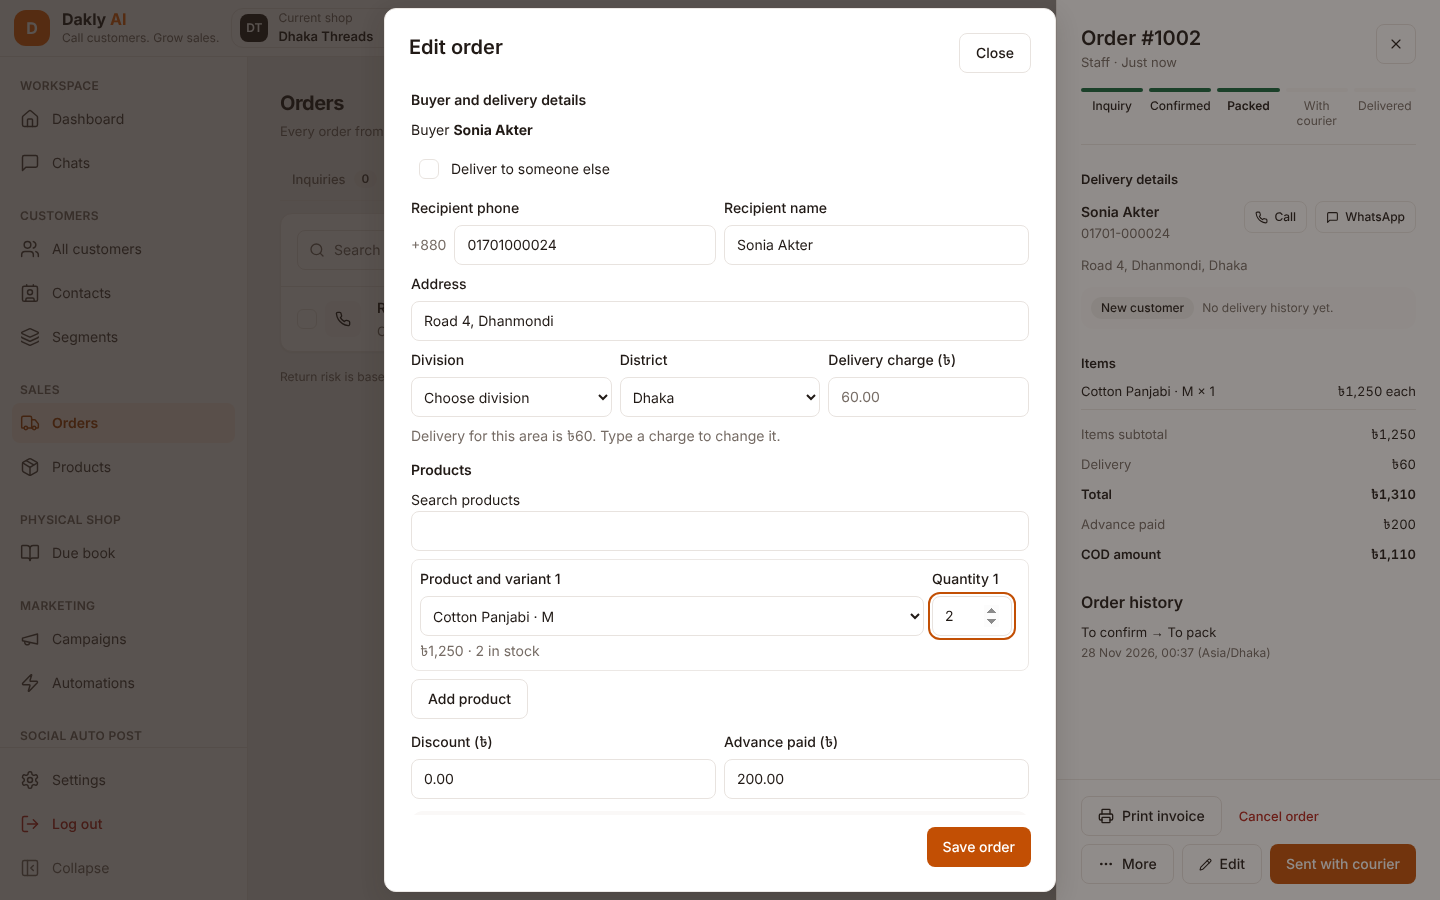 D
Dakly AI
Call customers. Grow sales.
DT
Current shop
Dhaka Threads
WORKSPACE
Dashboard
Chats
CUSTOMERS
All customers
Contacts
Segments
SALES
Orders
Products
PHYSICAL SHOP
Due book
MARKETING
Campaigns
Automations
SOCIAL AUTO POST
Settings
Log out
Collapse
Orders
Every order from
Inquiries 0
Search
Return risk is base
Edit order
Close
Buyer and delivery details
Buyer Sonia Akter
Deliver to someone else
Recipient phone
Recipient name
+880 01701000024
Sonia Akter
Address
Road 4, Dhanmondi
Division
District
Delivery charge (৳)
Choose division
Dhaka
60.00
Delivery for this area is ৳60. Type a charge to change it.
Products
Search products
Product and variant 1
Quantity 1
Cotton Panjabi · M
2
৳1,250 · 2 in stock
Add product
Discount (৳)
Advance paid (৳)
0.00
200.00
Save order
Order #1002
Staff · Just now
Inquiry
Confirmed
Packed
With courier
Delivered
Delivery details
Sonia Akter
01701-000024
Call
WhatsApp
Road 4, Dhanmondi, Dhaka
New customer
No delivery history yet.
Items
Cotton Panjabi · M × 1
৳1,250 each
Items subtotal
৳1,250
Delivery
৳60
Total
৳1,310
Advance paid
৳200
COD amount
৳1,110
Order history
To confirm → To pack
28 Nov 2026, 00:37 (Asia/Dhaka)
Print invoice
Cancel order
More
Edit
Sent with courier